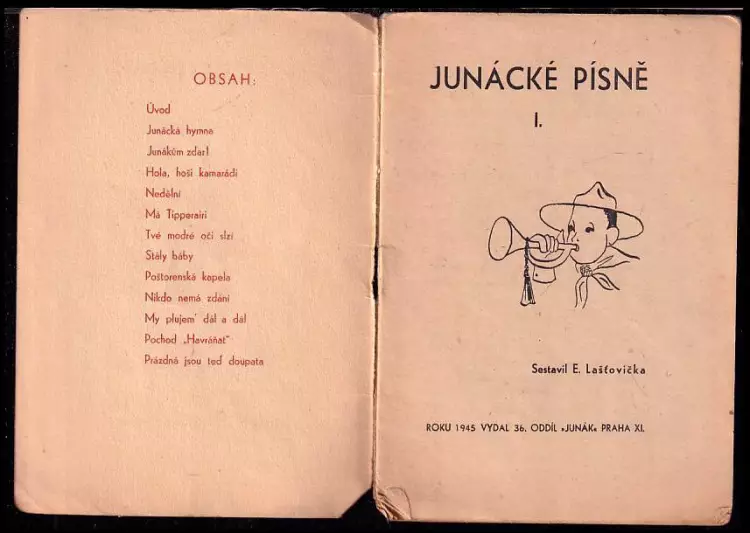 OBSAH:
Úvod
Junácká hymna
Junákům zdar!
Hola, hoši kamarádi
Nedělní
Má Tipperairi
Tvé modré oči slzí
Stály báby
Poštorenská kapela
Nikdo nemá zdání
My plujem' dál a dál
Pochod „Havráňat"
Prázdná jsou teď doupata
JUNÁCKÉ PÍSNĚ
I.
Sestavil E. Lašťovička
ROKU 1945 VYDAL 36. ODDÍL »JUNÁK« PRAHA XI.